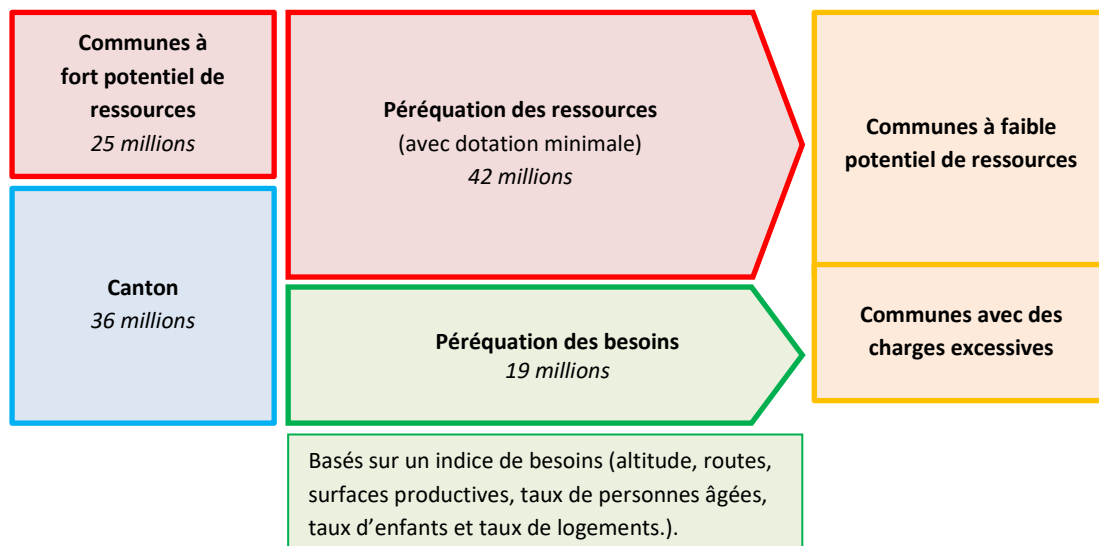 Communes à
fort potentiel de
ressources
25 millions
Péréquation des ressources
(avec dotation minimale)
42 millions
Communes à faible
potentiel de ressources
Canton
36 millions
Péréquation des besoins
19 millions
Communes avec des
charges excessives
Basés sur un indice de besoins (altitude, routes,
surfaces productives, taux de personnes âgées,
taux d’enfants et taux de logements.).